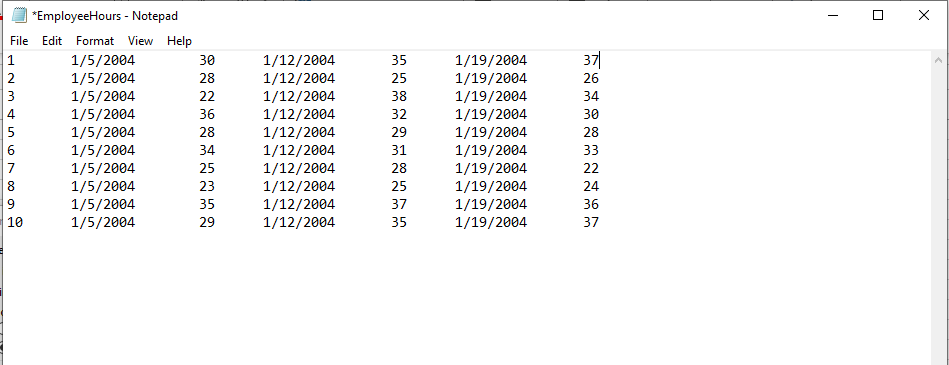 *EmployeeHours - Notepad
File Edit Format View Help
1 1/5/2004 30 1/12/2004 35 1/19/2004 37
2 1/5/2004 28 1/12/2004 25 1/19/2004 26
3 1/5/2004 22 1/12/2004 38 1/19/2004 34
4 1/5/2004 36 1/12/2004 32 1/19/2004 30
5 1/5/2004 28 1/12/2004 29 1/19/2004 28
6 1/5/2004 34 1/12/2004 31 1/19/2004 33
7 1/5/2004 25 1/12/2004 28 1/19/2004 22
8 1/5/2004 23 1/12/2004 25 1/19/2004 24
9 1/5/2004 35 1/12/2004 37 1/19/2004 36
10 1/5/2004 29 1/12/2004 35 1/19/2004 37